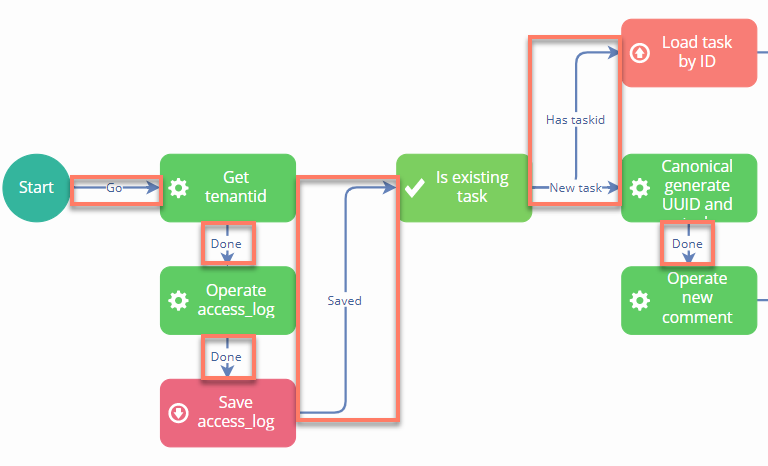 Start
Go
Get
tenantid
Done
Operate
access_log
Done
Save
access_log
Saved
Is existing
task
Has taskid
New task
Load task
by ID
Canonical
generate
UUID and
Done
Operate
new
comment